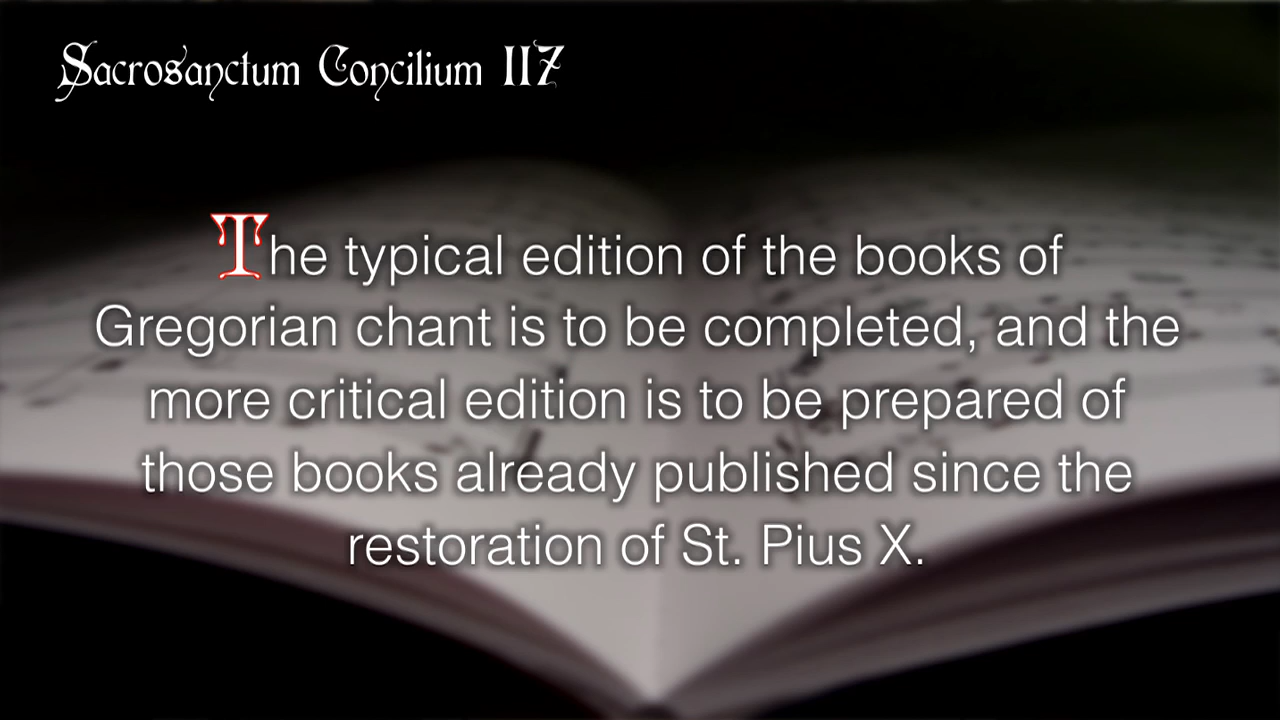 Sacrosanctum Concilium 117
The typical edition of the books of
Gregorian chant is to be completed, and the
more critical edition is to be prepared of
those books already published since the
restoration of St. Pius X.